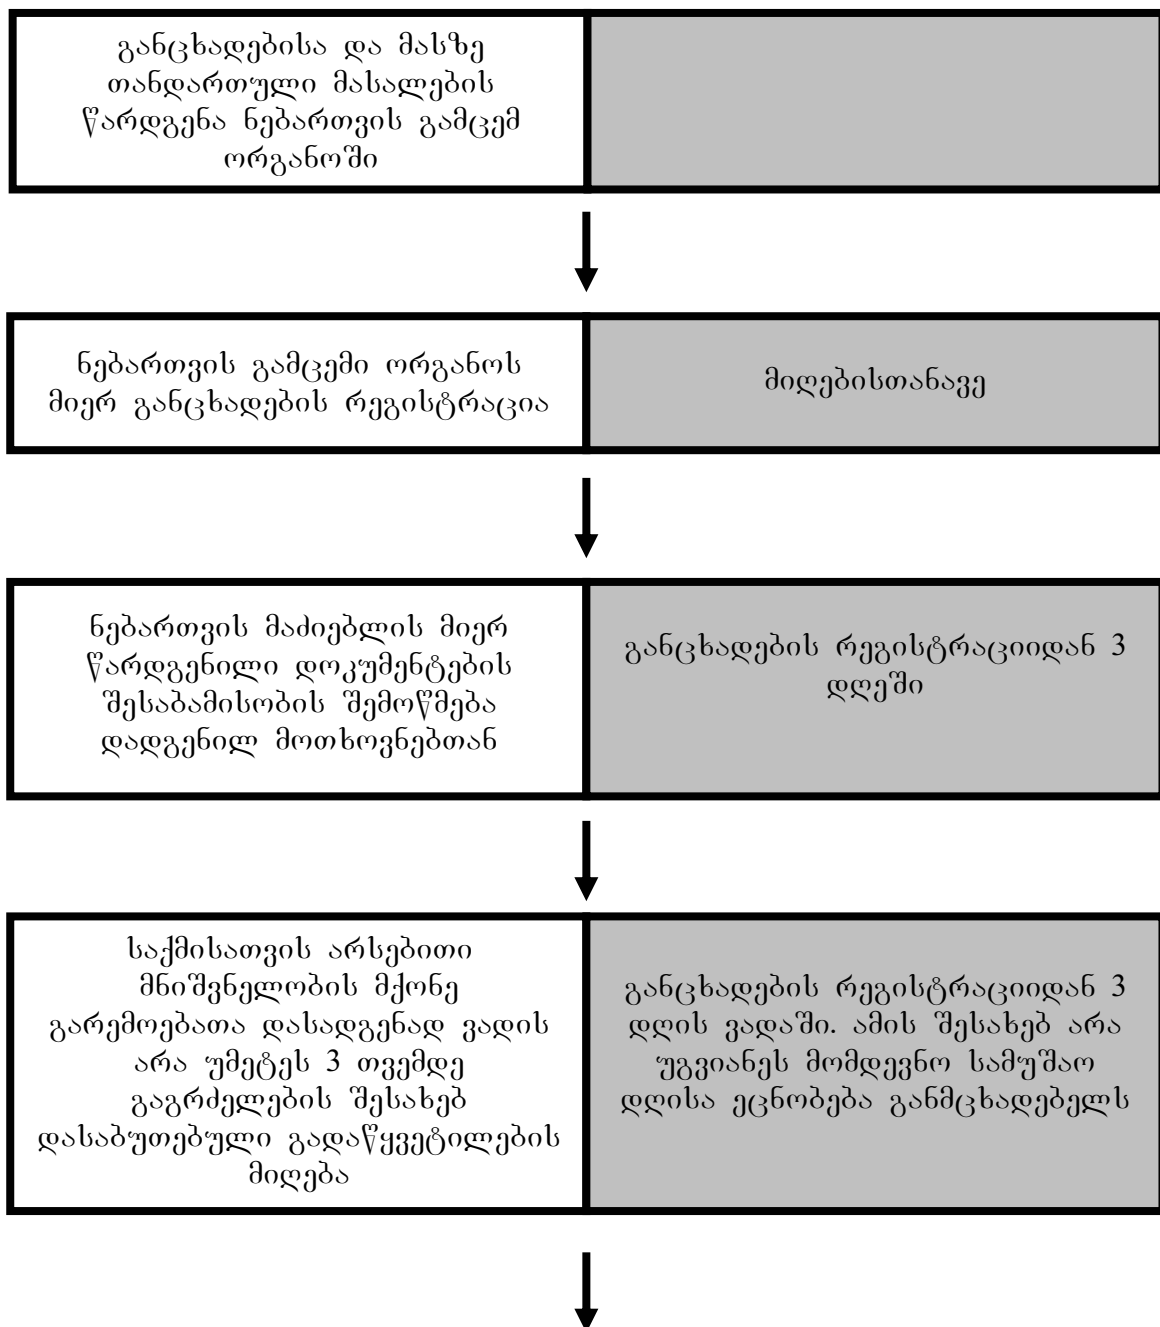 განცხადებისა და მასზე
თანდართული მასალების
წარდგენა ნებართვის გამცემ
ორგანოში
ნებართვის გამცემი ორგანოს
მიერ განცხადების რეგისტრაცია
მიღებისთანავე
ნებართვის მაძიებლის მიერ
წარდგენილი დოკუმენტების
შესაბამისობის შემოწმება
დადგენილ მოთხოვნებთან
განცხადების რეგისტრაციიდან 3
დღეში
საქმისათვის არსებითი
მნიშვნელობის მქონე
გარემოებათა დასადგენად ვადის
არა უმეტეს 3 თვემდე
გაგრძელების შესახებ
დასაბუთებული გადაწყვეტილების
მიღება
განცხადების რეგისტრაციიდან 3
დღის ვადაში. ამის შესახებ არა
უგვიანეს მომდევნო სამუშაო
დღისა ეცნობება განმცხადებელს